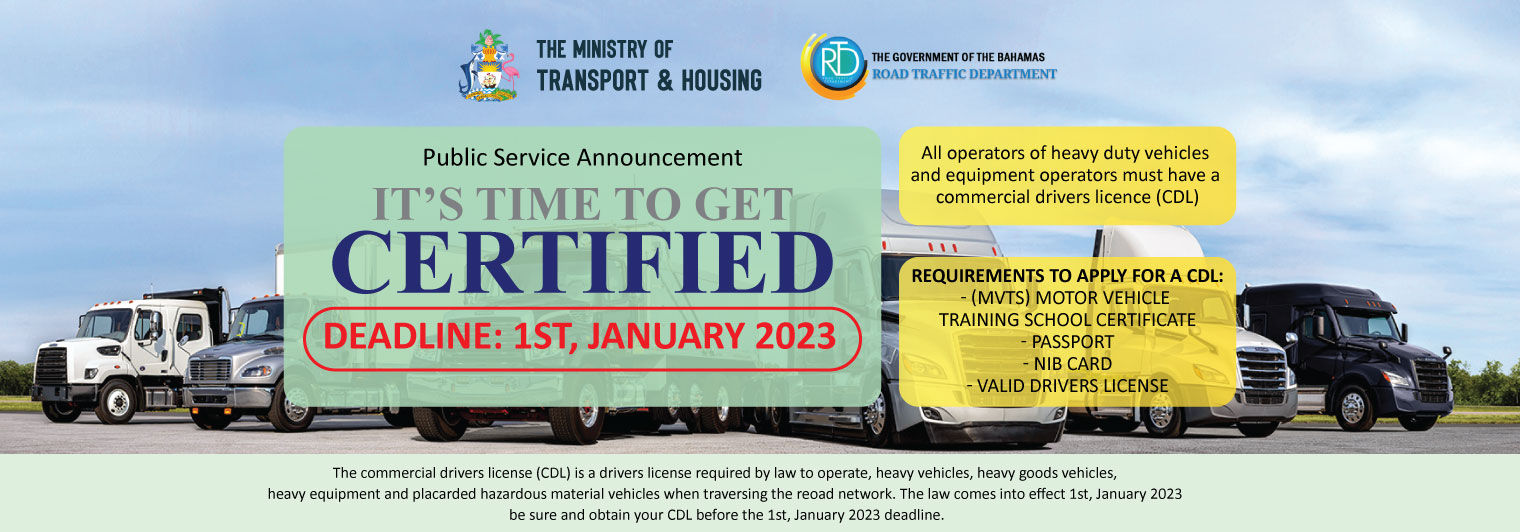 THE MINISTRY OF
TRANSPORT & HOUSING
RTD
THE GOVERNMENT OF THE BAHAMAS
ROAD TRAFFIC DEPARTMENT
Public Service Announcement
IT'S TIME TO GET
CERTIFIED
DEADLINE: 1ST, JANUARY 2023
All operators of heavy duty vehicles
and equipment operators must have a
commercial drivers licence (CDL)
REQUIREMENTS TO APPLY FOR A CDL:
- (MVTS) MOTOR VEHICLE
TRAINING SCHOOL CERTIFICATE
- PASSPORT
- NIB CARD
- VALID DRIVERS LICENSE
The commercial drivers license (CDL) is a drivers license required by law to operate, heavy vehicles, heavy goods vehicles,
heavy equipment and placarded hazardous material vehicles when traversing the reoad network. The law comes into effect 1st, January 2023
be sure and obtain your CDL before the 1st, January 2023 deadline.